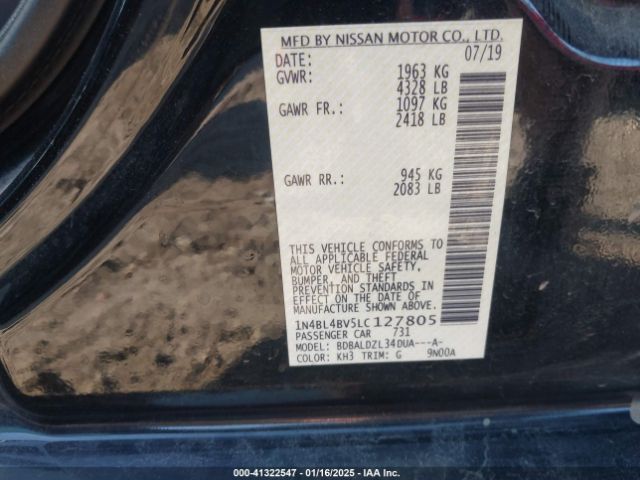 MFD BY NISSAN MOTOR CO., LTD.
DATE: 07/19
GVWR: 1963 KG
4328 LB
GAWR FR.: 1097 KG
2418 LB
GAWR RR.: 945 KG
2083 LB
THIS VEHICLE CONFORMS TO
ALL APPLICABLE FEDERAL
MOTOR VEHICLE SAFETY,
BUMPER, AND THEFT
PREVENTION STANDARDS IN
EFFECT ON THE DATE OF
MANUFACTURE SHOWN ABOVE.
1N4BL4BV5LC127805
PASSENGER CAR 731
MODEL: BDBALDZL34DUA---A-
COLOR: KH3 TRIM: G 9N00A
000-41322547 - 01/16/2025 - IAA Inc.